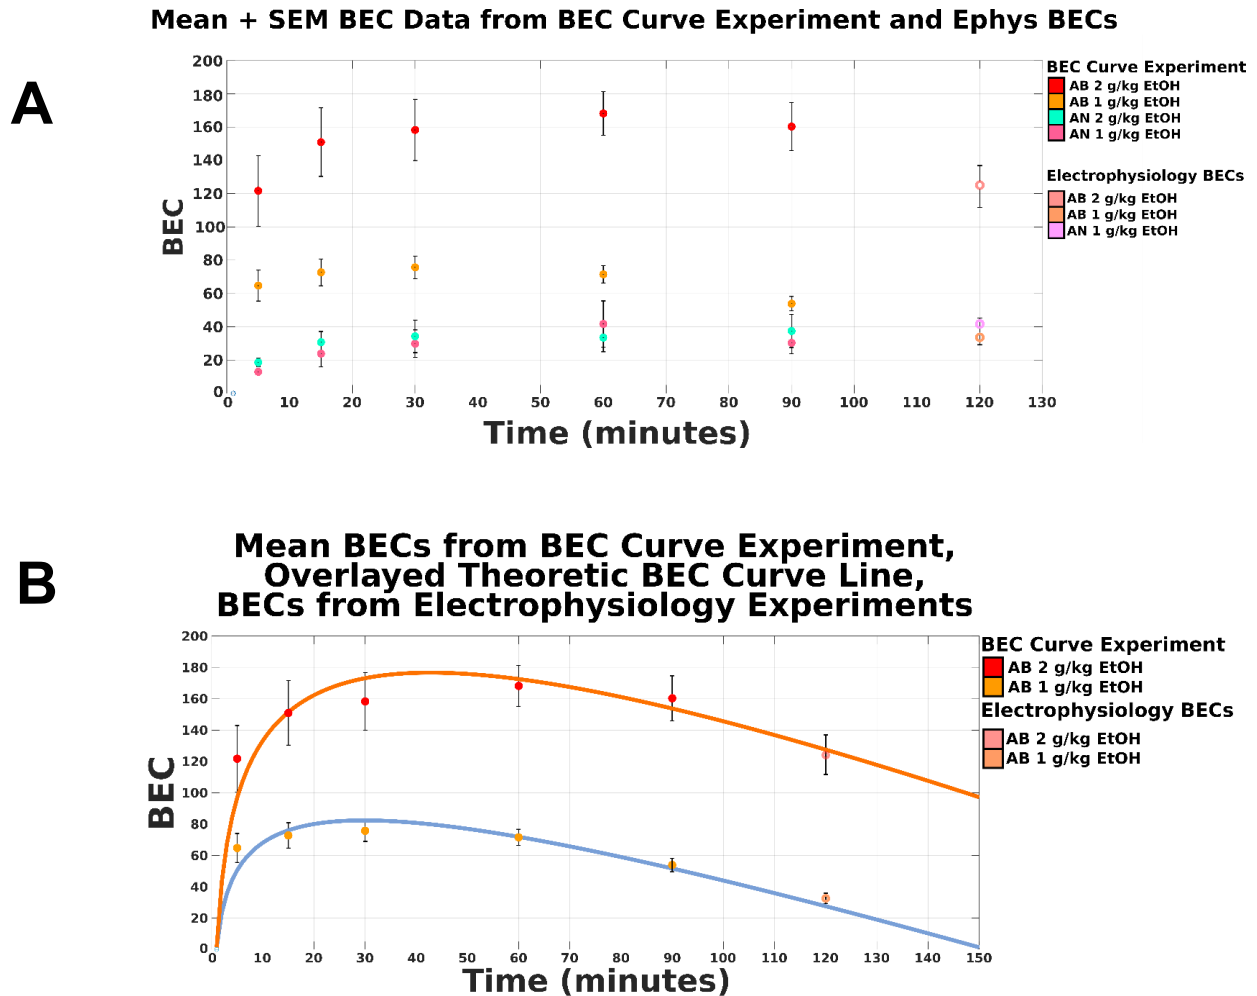 Mean + SEM BEC Data from BEC Curve Experiment and Ephys BECs
A
200
180
160
140
120
100
80
60
40
20
0
BEC
0 10 20 30 40 50 60 70 80 90 100 110 120 130
Time (minutes)
BEC Curve Experiment
AB 2 g/kg EtOH
AB 1 g/kg EtOH
AN 2 g/kg EtOH
AN 1 g/kg EtOH
Electrophysiology BECs
AB 2 g/kg EtOH
AB 1 g/kg EtOH
AN 1 g/kg EtOH
B
Mean BECs from BEC Curve Experiment,
Overlayed Theoretic BEC Curve Line,
BECs from Electrophysiology Experiments
200
180
160
140
120
100
80
60
40
20
0
BEC
0 10 20 30 40 50 60 70 80 90 100 110 120 130 140 150
Time (minutes)
BEC Curve Experiment
AB 2 g/kg EtOH
AB 1 g/kg EtOH
Electrophysiology BECs
AB 2 g/kg EtOH
AB 1 g/kg EtOH